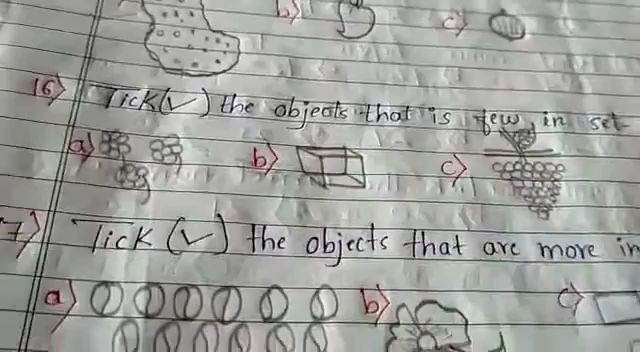 b) c)
16) Tick (✓) the objects that is few in set
a) b) c)
7) Tick (✓) the objects that are more in
a) b) c)